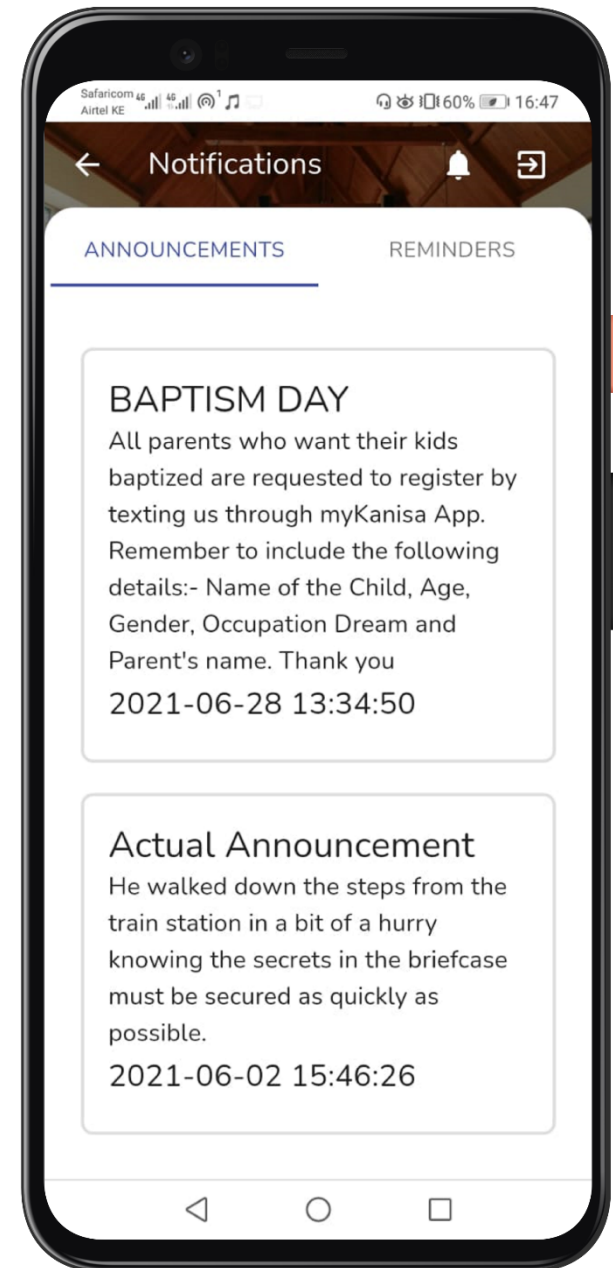 Safaricom 46 46 1 60% 16:47
Airtel KE
Notifications
ANNOUNCEMENTS REMINDERS
BAPTISM DAY
All parents who want their kids
baptized are requested to register by
texting us through myKanisa App.
Remember to include the following
details:- Name of the Child, Age,
Gender, Occupation Dream and
Parent's name. Thank you
2021-06-28 13:34:50
Actual Announcement
He walked down the steps from the
train station in a bit of a hurry
knowing the secrets in the briefcase
must be secured as quickly as
possible.
2021-06-02 15:46:26